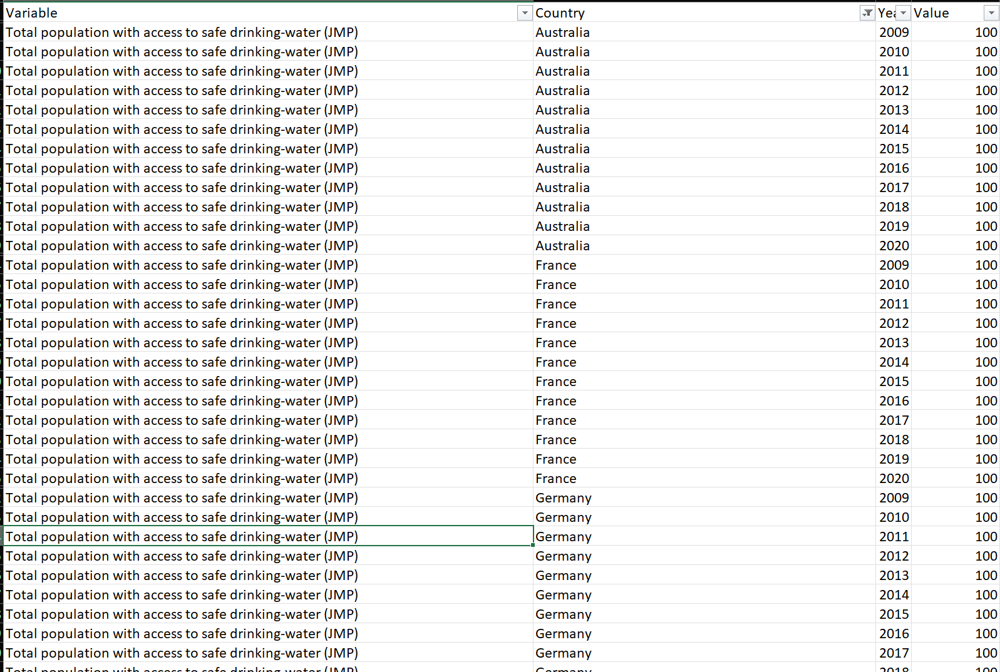 Variable Country Yea Value
Total population with access to safe drinking-water (JMP) Australia 2009 100
Total population with access to safe drinking-water (JMP) Australia 2010 100
Total population with access to safe drinking-water (JMP) Australia 2011 100
Total population with access to safe drinking-water (JMP) Australia 2012 100
Total population with access to safe drinking-water (JMP) Australia 2013 100
Total population with access to safe drinking-water (JMP) Australia 2014 100
Total population with access to safe drinking-water (JMP) Australia 2015 100
Total population with access to safe drinking-water (JMP) Australia 2016 100
Total population with access to safe drinking-water (JMP) Australia 2017 100
Total population with access to safe drinking-water (JMP) Australia 2018 100
Total population with access to safe drinking-water (JMP) Australia 2019 100
Total population with access to safe drinking-water (JMP) Australia 2020 100
Total population with access to safe drinking-water (JMP) France 2009 100
Total population with access to safe drinking-water (JMP) France 2010 100
Total population with access to safe drinking-water (JMP) France 2011 100
Total population with access to safe drinking-water (JMP) France 2012 100
Total population with access to safe drinking-water (JMP) France 2013 100
Total population with access to safe drinking-water (JMP) France 2014 100
Total population with access to safe drinking-water (JMP) France 2015 100
Total population with access to safe drinking-water (JMP) France 2016 100
Total population with access to safe drinking-water (JMP) France 2017 100
Total population with access to safe drinking-water (JMP) France 2018 100
Total population with access to safe drinking-water (JMP) France 2019 100
Total population with access to safe drinking-water (JMP) France 2020 100
Total population with access to safe drinking-water (JMP) Germany 2009 100
Total population with access to safe drinking-water (JMP) Germany 2010 100
Total population with access to safe drinking-water (JMP) Germany 2011 100
Total population with access to safe drinking-water (JMP) Germany 2012 100
Total population with access to safe drinking-water (JMP) Germany 2013 100
Total population with access to safe drinking-water (JMP) Germany 2014 100
Total population with access to safe drinking-water (JMP) Germany 2015 100
Total population with access to safe drinking-water (JMP) Germany 2016 100
Total population with access to safe drinking-water (JMP) Germany 2017 100
Total population with access to safe drinking-water (JMP) Germany 2018 100